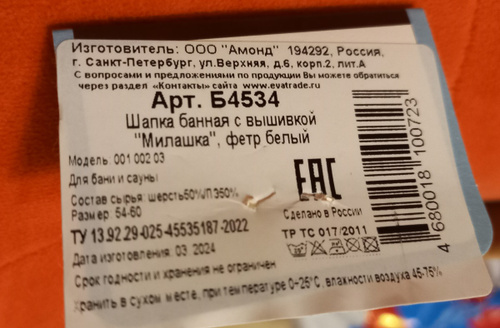 Изготовитель: ООО "Амонд" 194292, Россия,
г. Санкт-Петербург, ул.Верхняя, д.6, корп.2, лит.А
С вопросами и предложениями по продукции Вы можете обратиться
через раздел «Контакты» сайта www.evatrade.ru
Арт. Б4534
Шапка банная с вышивкой
"Милашка", фетр белый
Модель 001 002 03
Для бани и сауны
Состав сырья: шерсть50%/ПЭ50%
Размер 54-60
ТУ 13.92.29-025-45535187-2022
Дата изготовления: 03 2024
Срок годности и хранения не ограничен
хранить в сухом месте, при температуре 0-25°C, влажности воздуха 45-75%
EAC
Сделано в России
ТР ТС 017/2011
4 680018 100723